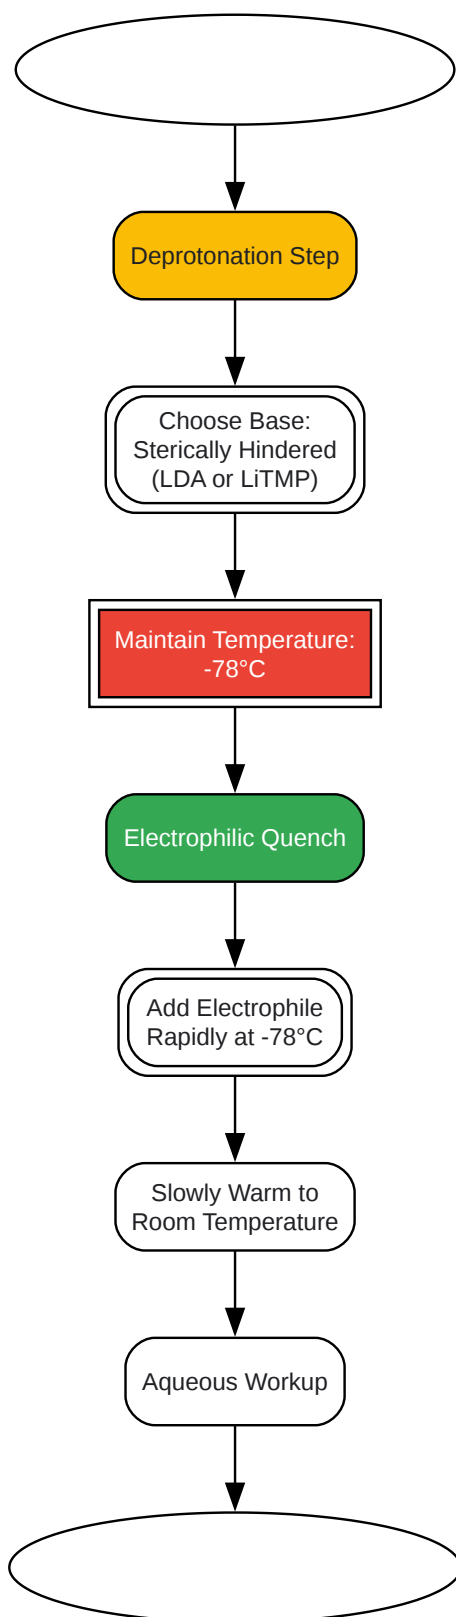 Deprotonation Step
Choose Base:
Sterically Hindered
(LDA or LiTMP)
Maintain Temperature:
-78°C
Electrophilic Quench
Add Electrophile
Rapidly at -78°C
Slowly Warm to
Room Temperature
Aqueous Workup